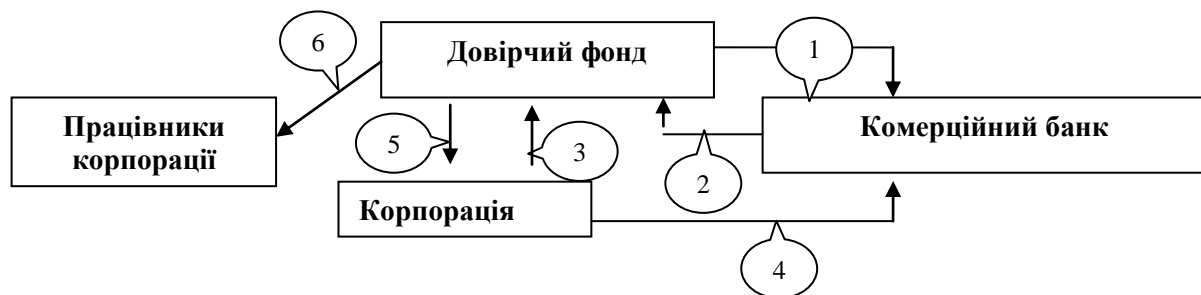 6
Довірчий фонд
1
Працівники
корпорації
Комерційний банк
5
3
2
Корпорація
4